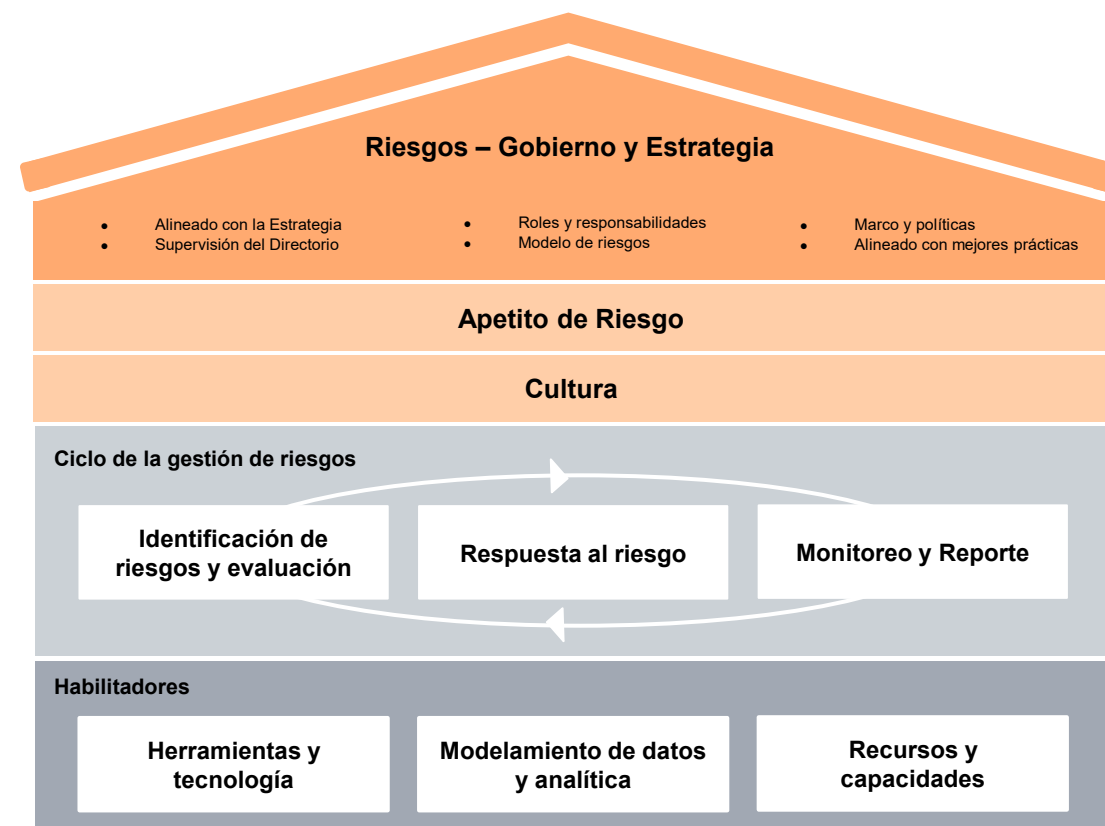 Riesgos – Gobierno y Estrategia
• Alineado con la Estrategia
• Supervisión del Directorio
• Roles y responsabilidades
• Modelo de riesgos
• Marco y políticas
• Alineado con mejores prácticas
Apetito de Riesgo
Cultura
Ciclo de la gestión de riesgos
Identificación de
riesgos y evaluación
Respuesta al riesgo
Monitoreo y Reporte
Habilitadores
Herramientas y
tecnología
Modelamiento de datos
y analítica
Recursos y
capacidades